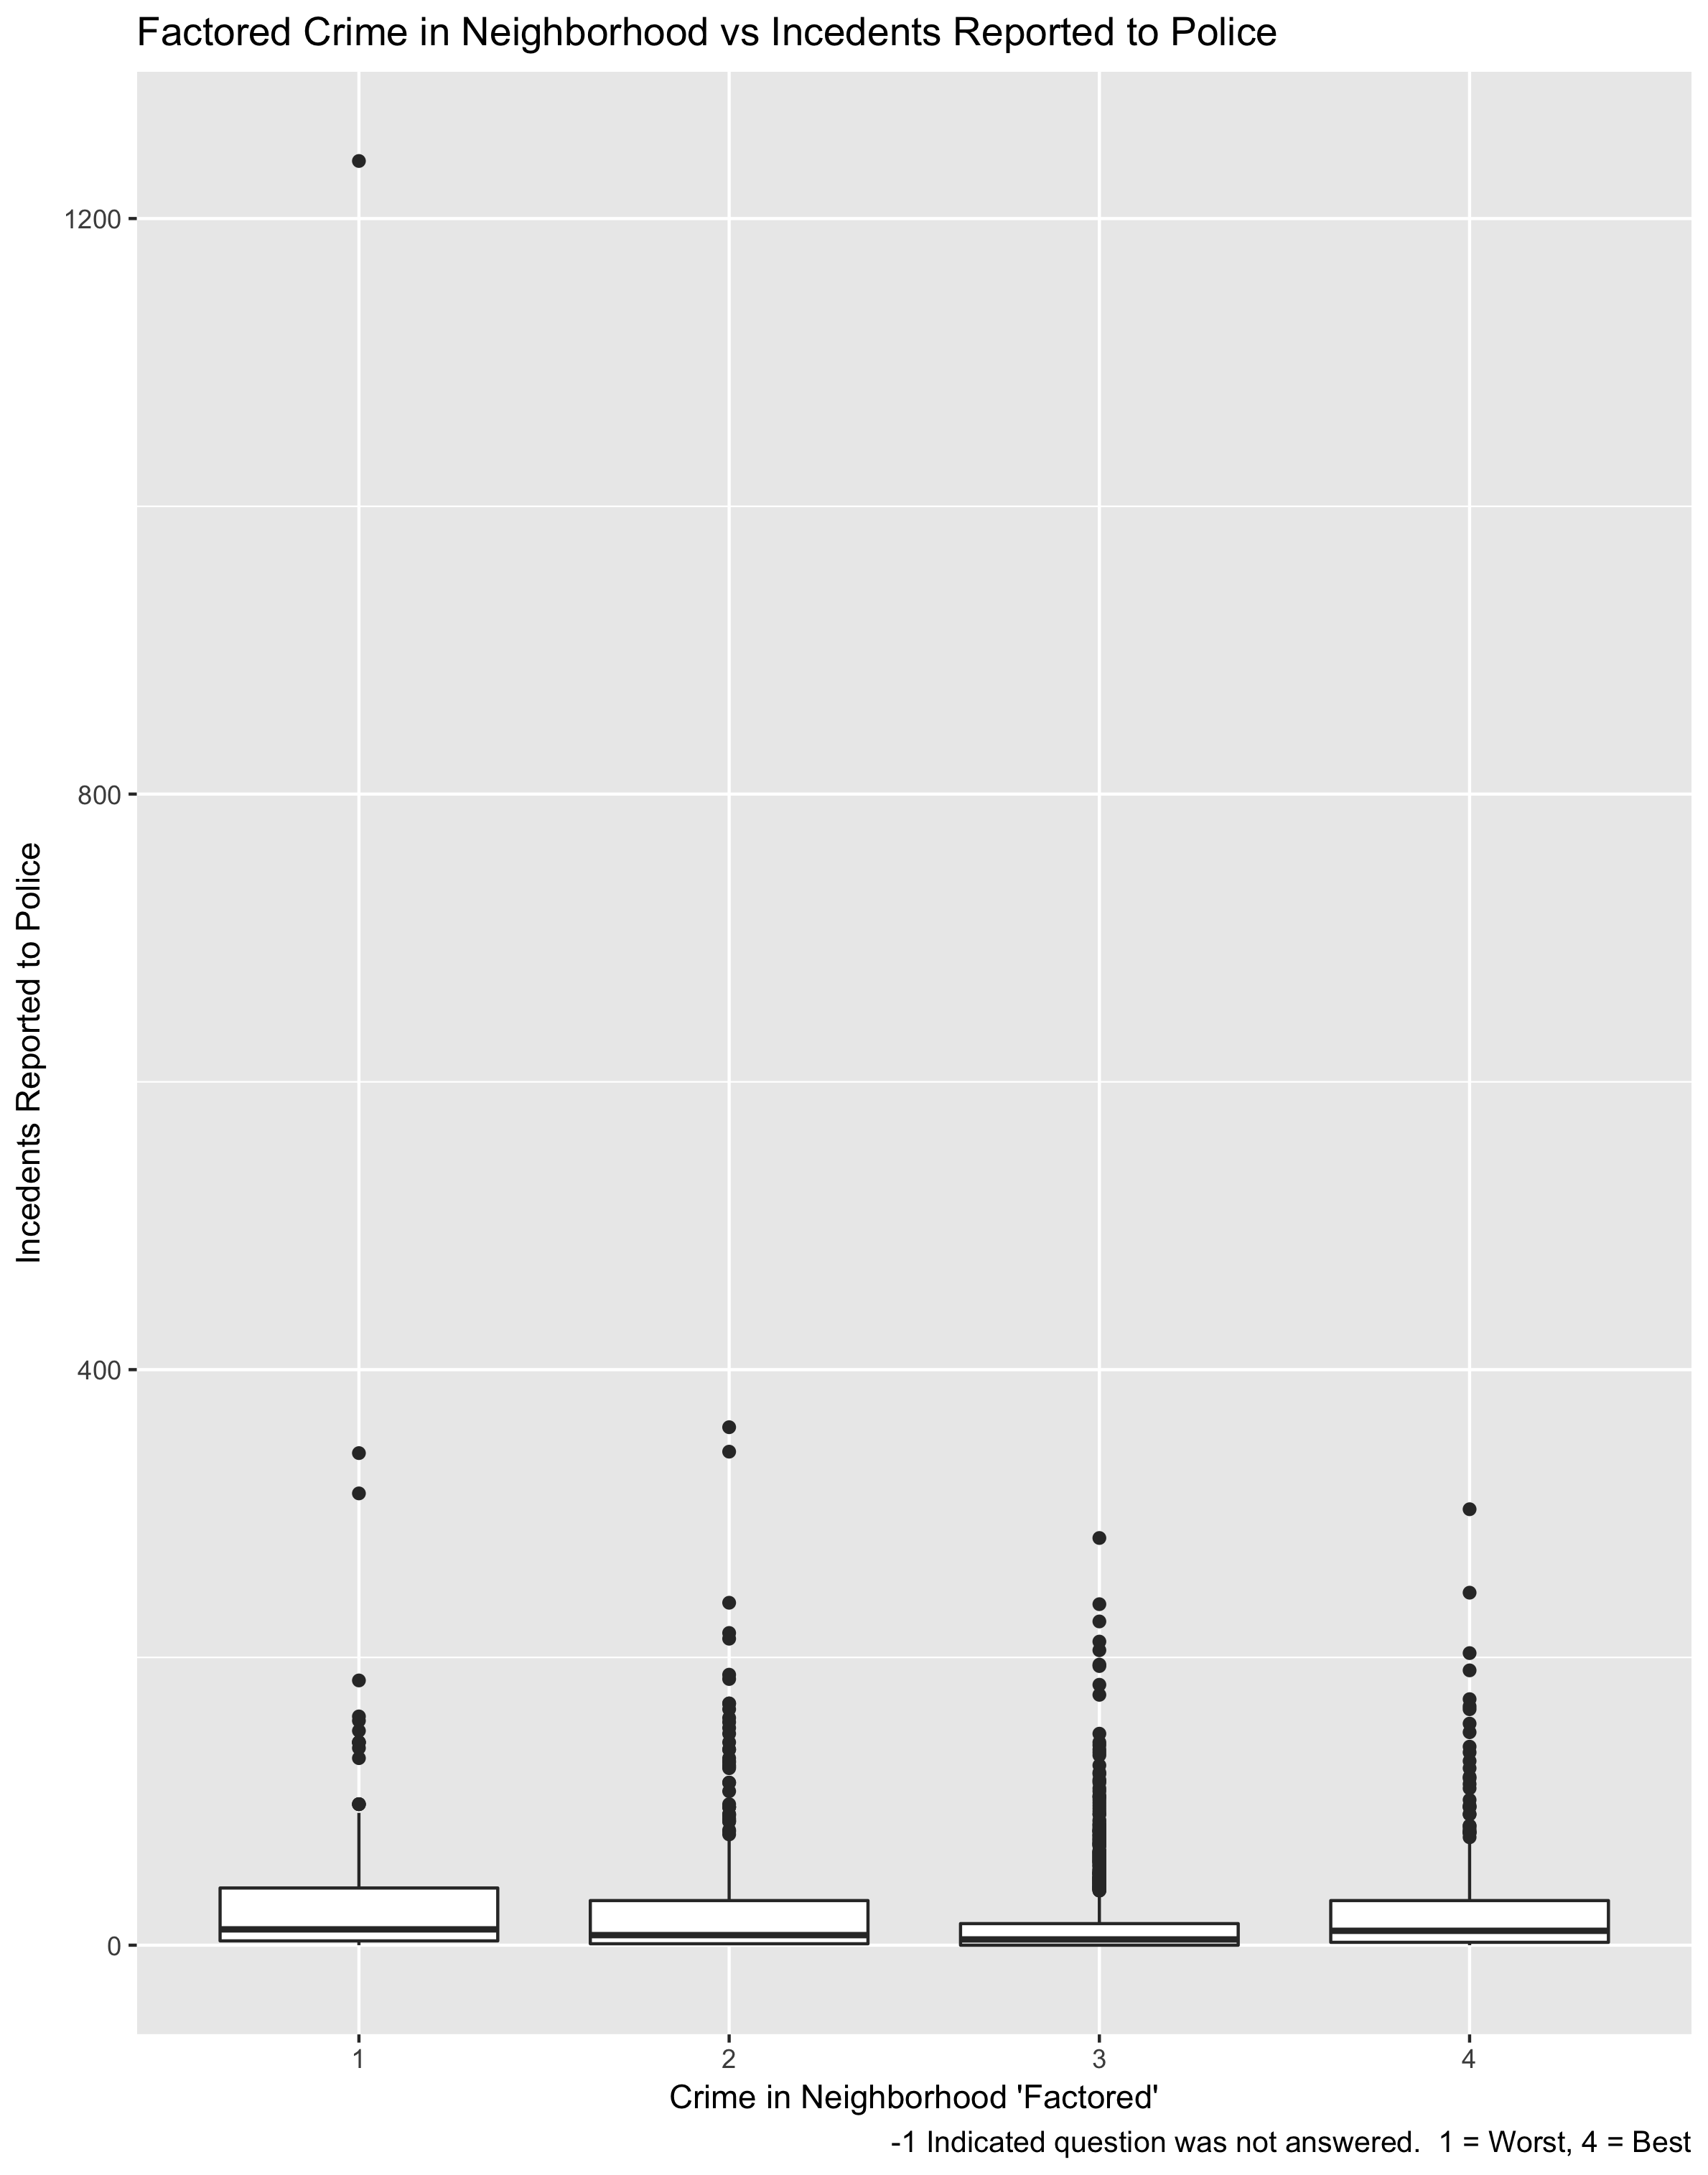 Factored Crime in Neighborhood vs Incedents Reported to Police
Incedents Reported to Police
1200
800
400
0
1 2 3 4
Crime in Neighborhood 'Factored'
-1 Indicated question was not answered.  1 = Worst, 4 = Best